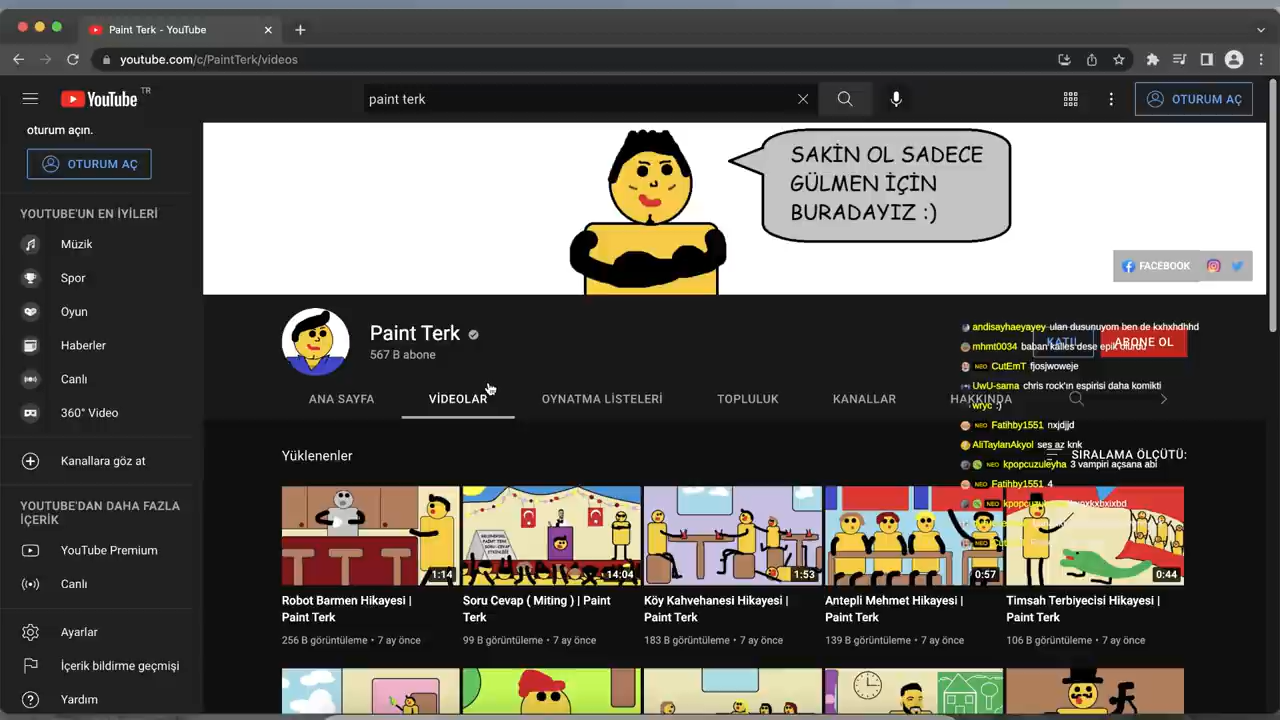 Paint Terk - YouTube
youtube.com/c/PaintTerk/videos
YouTube TR
paint terk
OTURUM AÇ
oturum açın.
OTURUM AÇ
YOUTUBE'UN EN İYİLERİ
Müzik
Spor
Oyun
Haberler
Canlı
360° Video
Kanallara göz at
YOUTUBE'DAN DAHA FAZLA
İÇERİK
YouTube Premium
Canlı
Ayarlar
İçerik bildirme geçmişi
Yardım
SAKİN OL SADECE
GÜLMEN İÇİN
BURADAYIZ :)
FACEBOOK
Paint Terk
567 B abone
KATIL
ABONE OL
ANA SAYFA
VİDEOLAR
OYNATMA LİSTELERİ
TOPLULUK
KANALLAR
HAKKINDA
andisayhaeyayey ulan dusunuyom ben de kxhxhdhhd
mhmt0034 baban kalles dese epik olurdu
NEO CutEmT fjosjwoweje
UwU-sama chris rock'ın espirisi daha komikti
wryc :)
NEO Fatihby1551 nxjdjjd
AliTaylanAkyol ses az knk
NEO kpopcuzuleyha 3 vampiri açsana abi
NEO Fatihby1551 4
Yüklenenler
SIRALAMA ÖLÇÜTÜ:
1:14
14:04
1:53
0:57
0:44
Robot Barmen Hikayesi |
Paint Terk
256 B görüntüleme • 7 ay önce
Soru Cevap ( Miting ) | Paint
Terk
99 B görüntüleme • 7 ay önce
Köy Kahvehanesi Hikayesi |
Paint Terk
183 B görüntüleme • 7 ay önce
Antepli Mehmet Hikayesi |
Paint Terk
139 B görüntüleme • 7 ay önce
Timsah Terbiyecisi Hikayesi |
Paint Terk
106 B görüntüleme • 7 ay önce